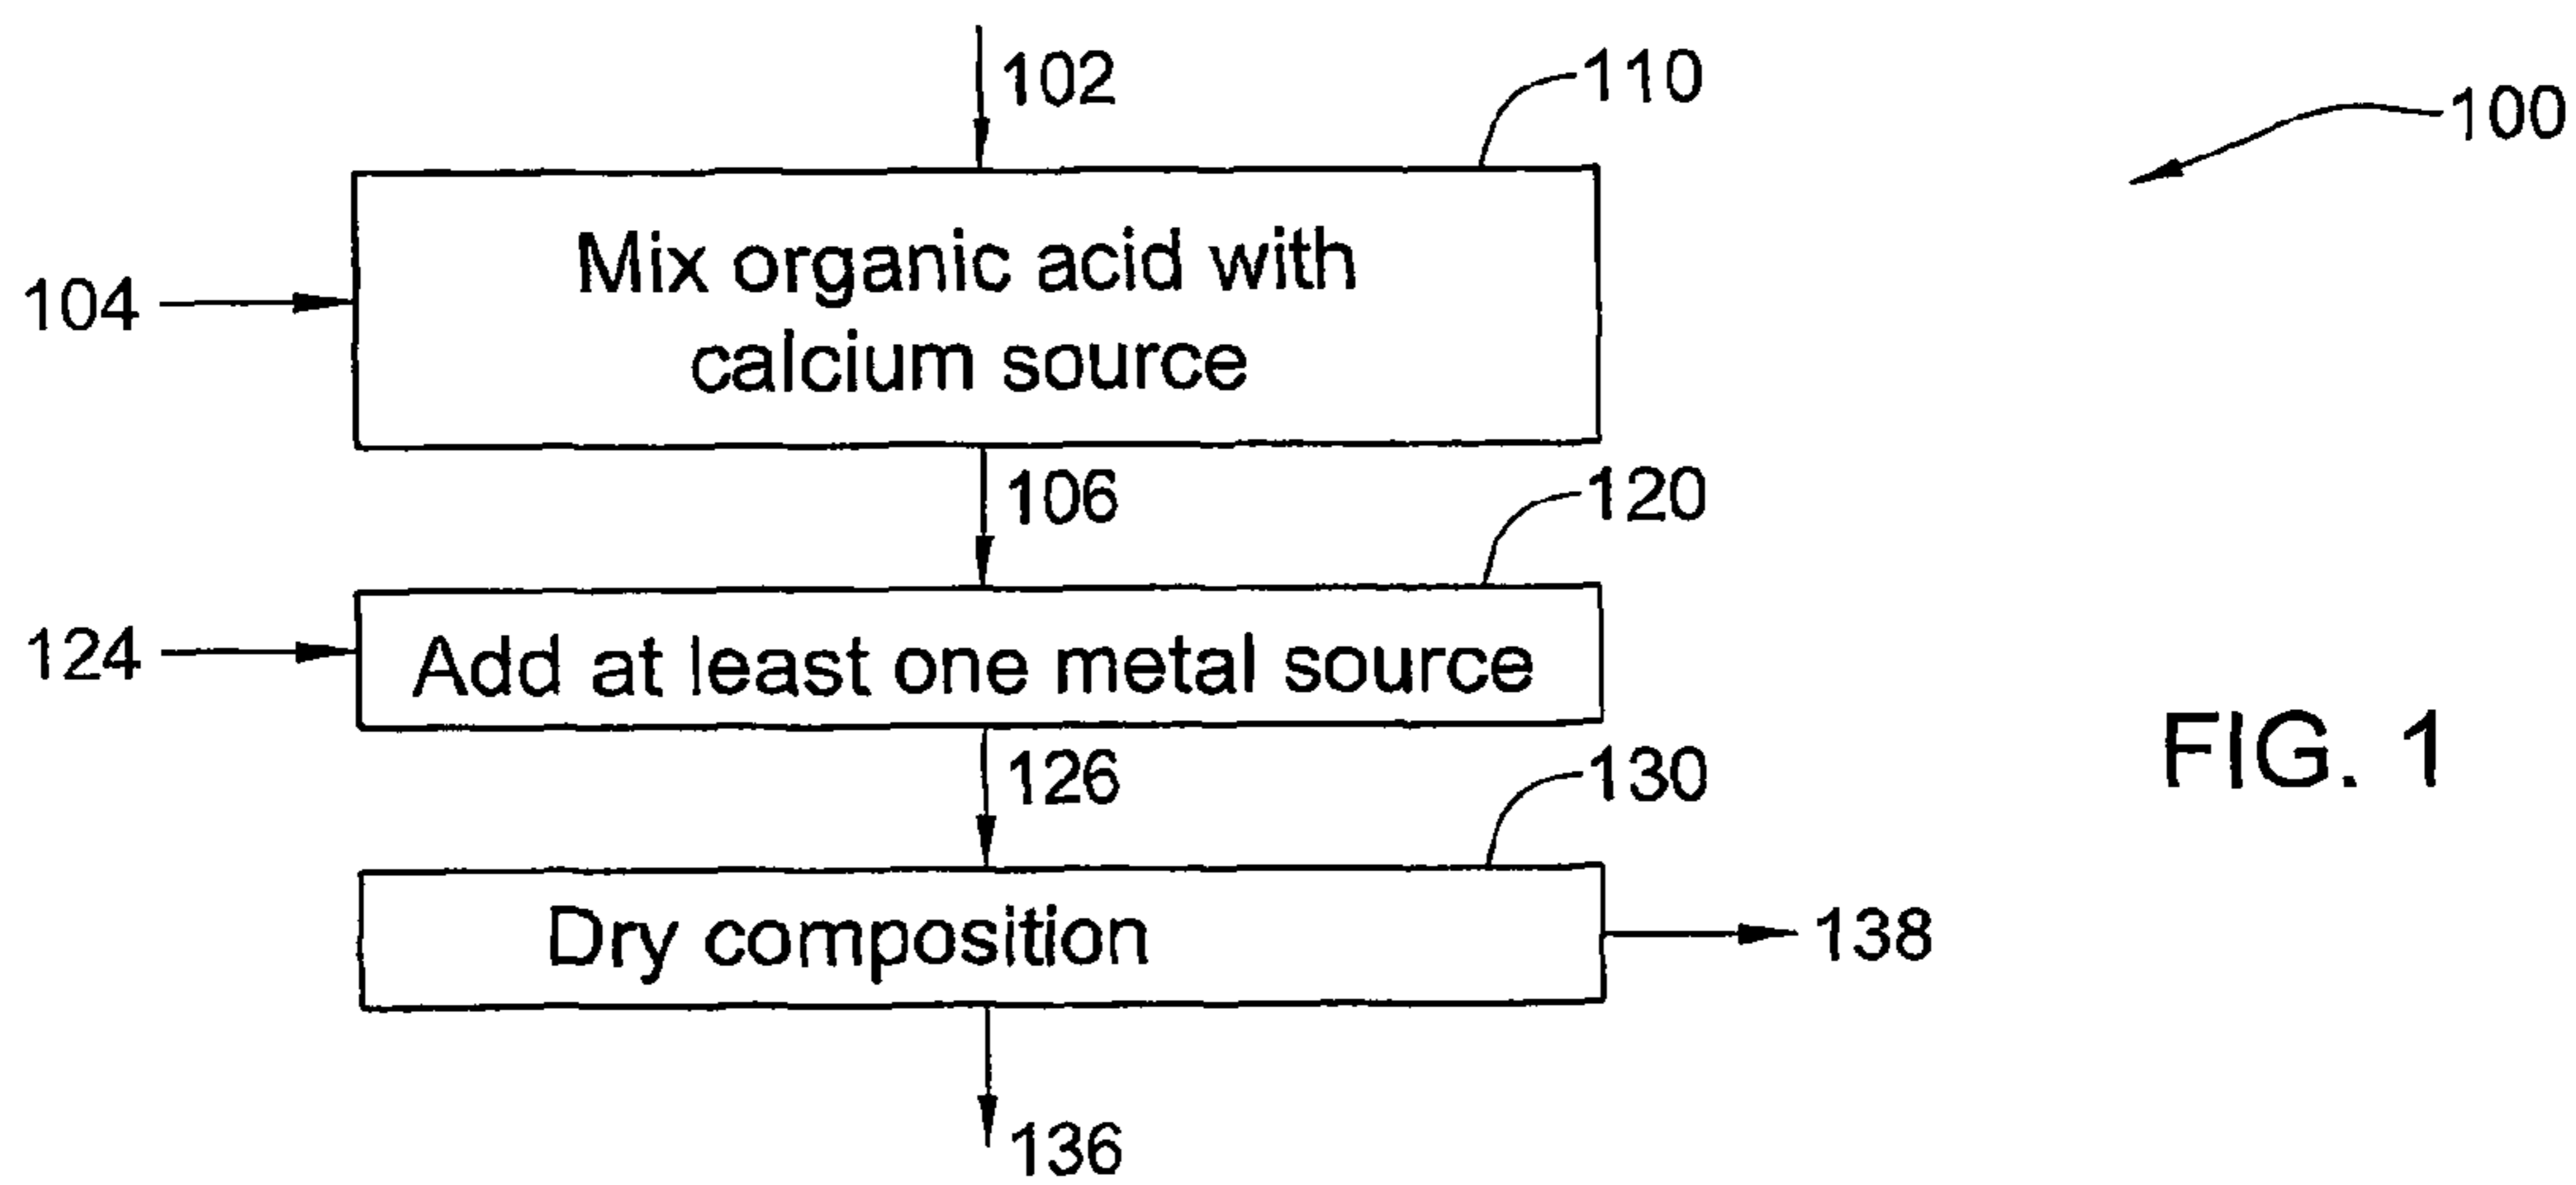 102
110
100
Mix organic acid with
104
calcium source
106
120
124
Add at least one metal source
126
130
FIG. 1
Dry composition
138
136